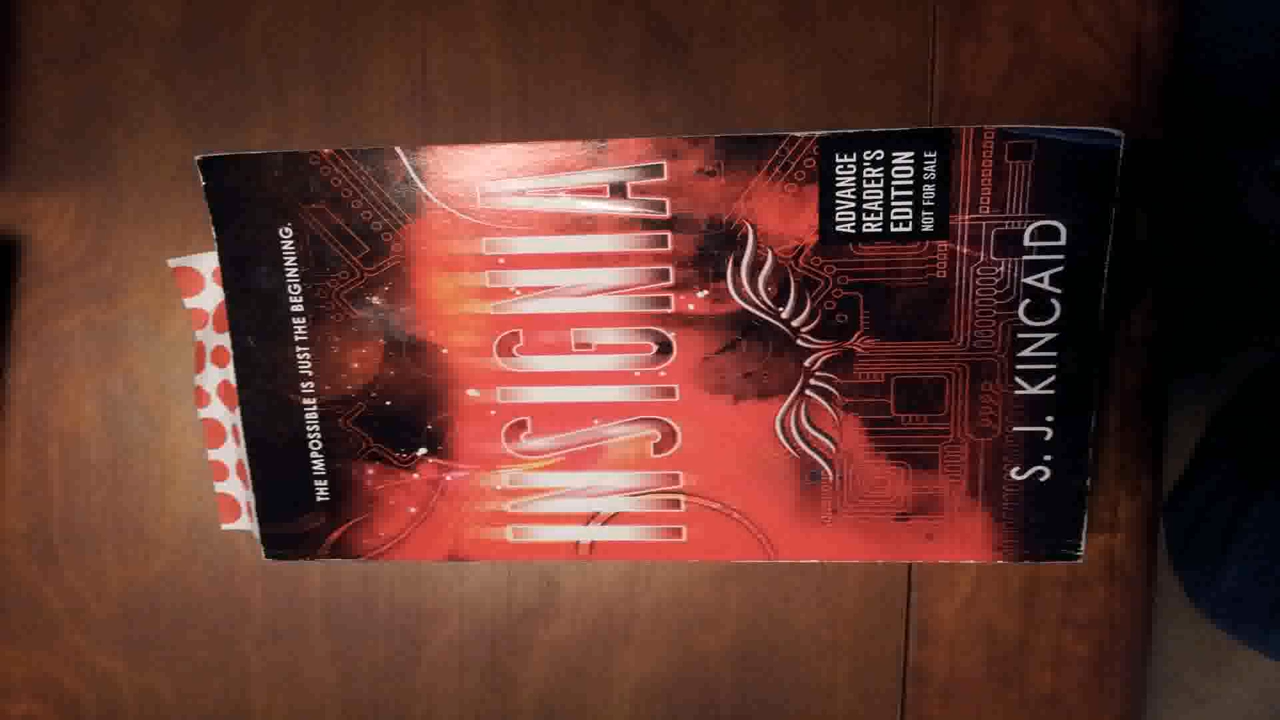 THE IMPOSSIBLE IS JUST THE BEGINNING.
INSIGNIA
ADVANCE
READER'S
EDITION
NOT FOR SALE
S. J. KINCAID